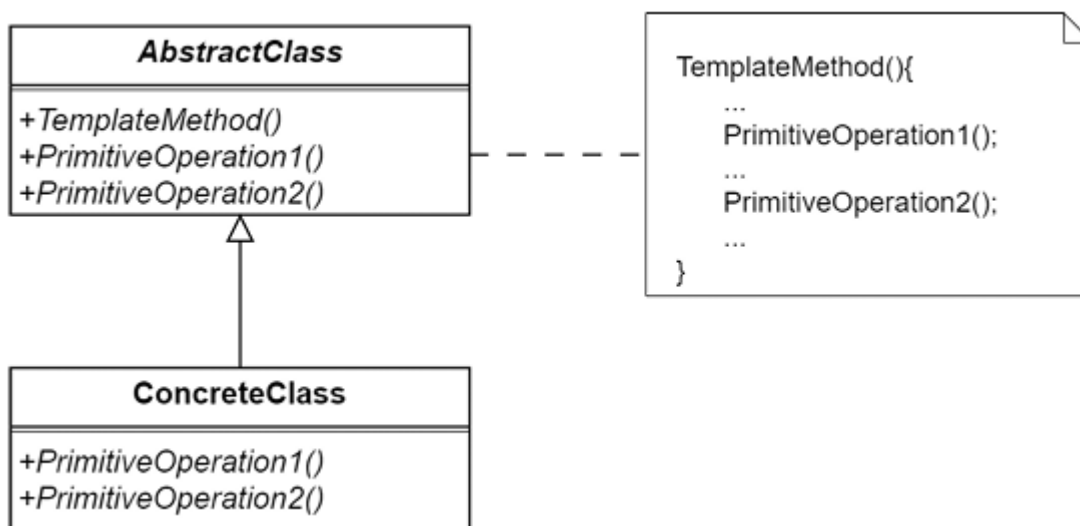 AbstractClass
+TemplateMethod()
+PrimitiveOperation1()
+PrimitiveOperation2()
TemplateMethod(){
...
PrimitiveOperation1();
...
PrimitiveOperation2();
...
}
ConcreteClass
+PrimitiveOperation1()
+PrimitiveOperation2()